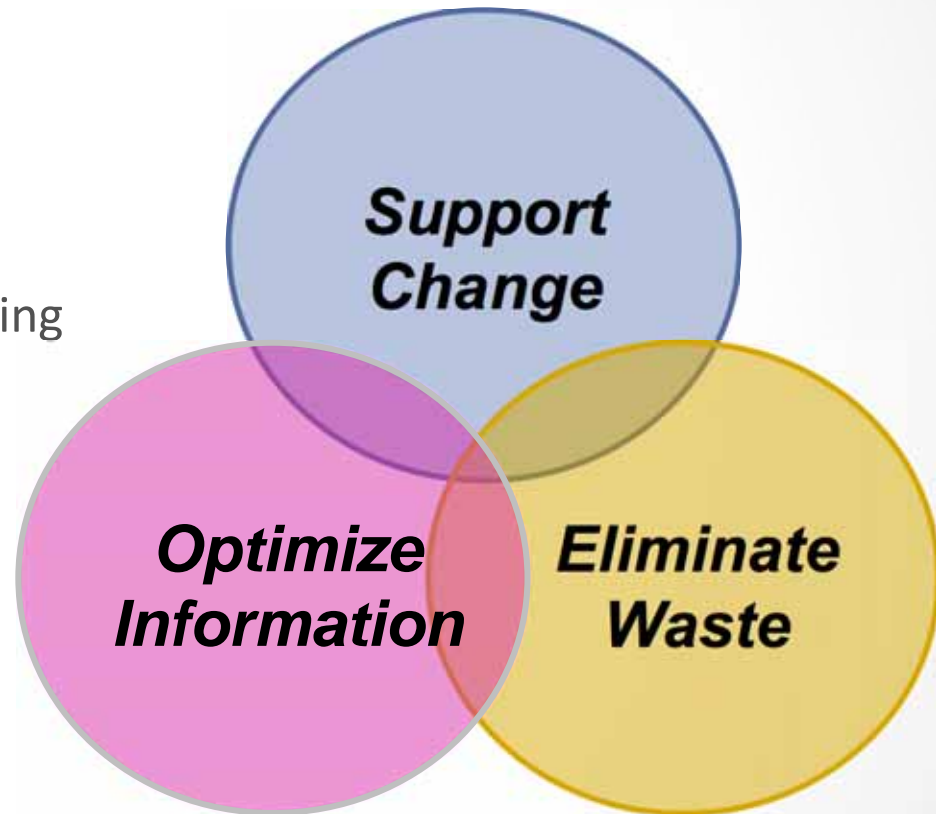 Support
Change
ing
Optimize
Information
Eliminate
Waste